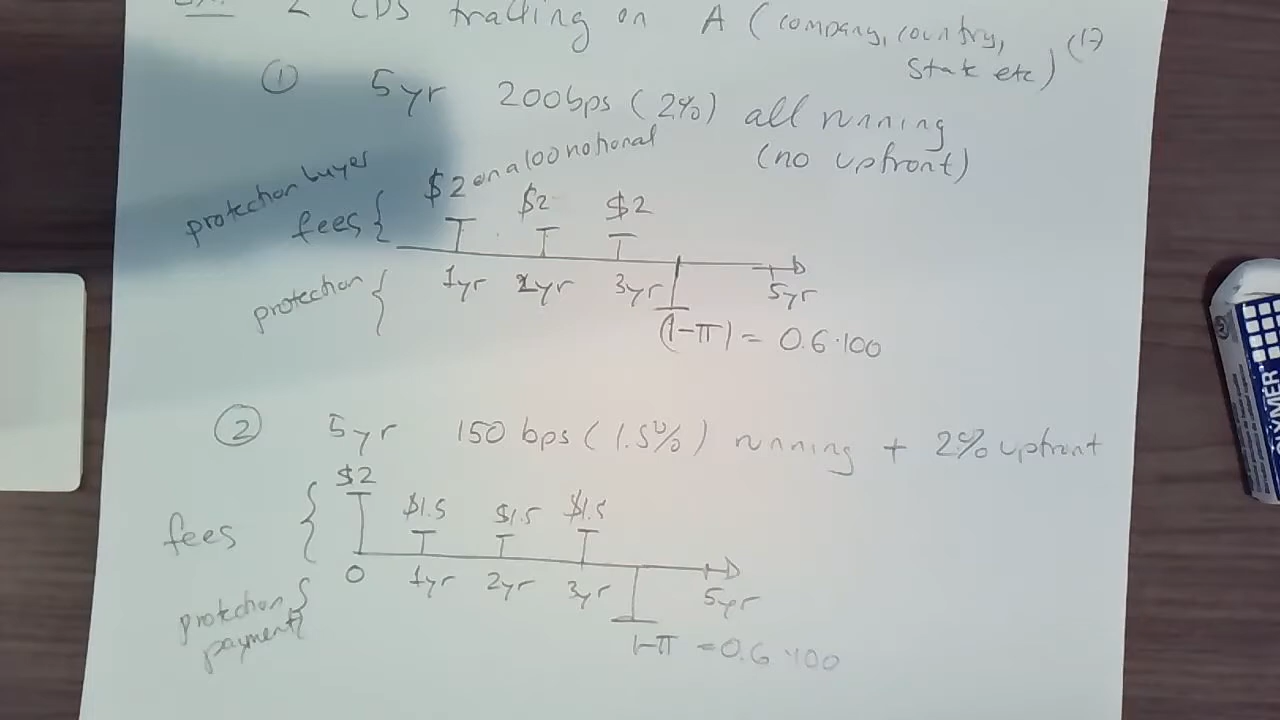 2 CDS trading on A (company, country,
state etc)
(17)
① 5yr 200bps (2%) all running
(no upfront)
protection buyer
fees { $2 on a 100 notional $2 $2
1yr 2yr 3yr 5yr
protection {
(1-π) = 0.6·100
② 5yr 150 bps (1.5%) running + 2% upfront
$2
fees { $1.5 $1.5 $1.5
0 1yr 2yr 3yr 5yr
protection
payment {
1-π = 0.6·100